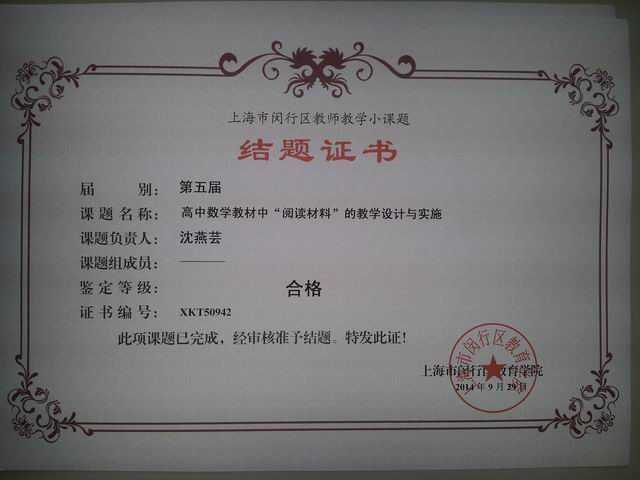 上海市闵行区教师教学小课题
结题证书
届 别： 第五届
课题名称： 高中数学教材中“阅读材料”的教学设计与实施
课题负责人： 沈燕芸
课题组成员： ———
鉴定等级： 合格
证书编号： XKT50942
此项课题已完成，经审核准予结题。特发此证！
上海市闵行区教育学院
2014年9月29日